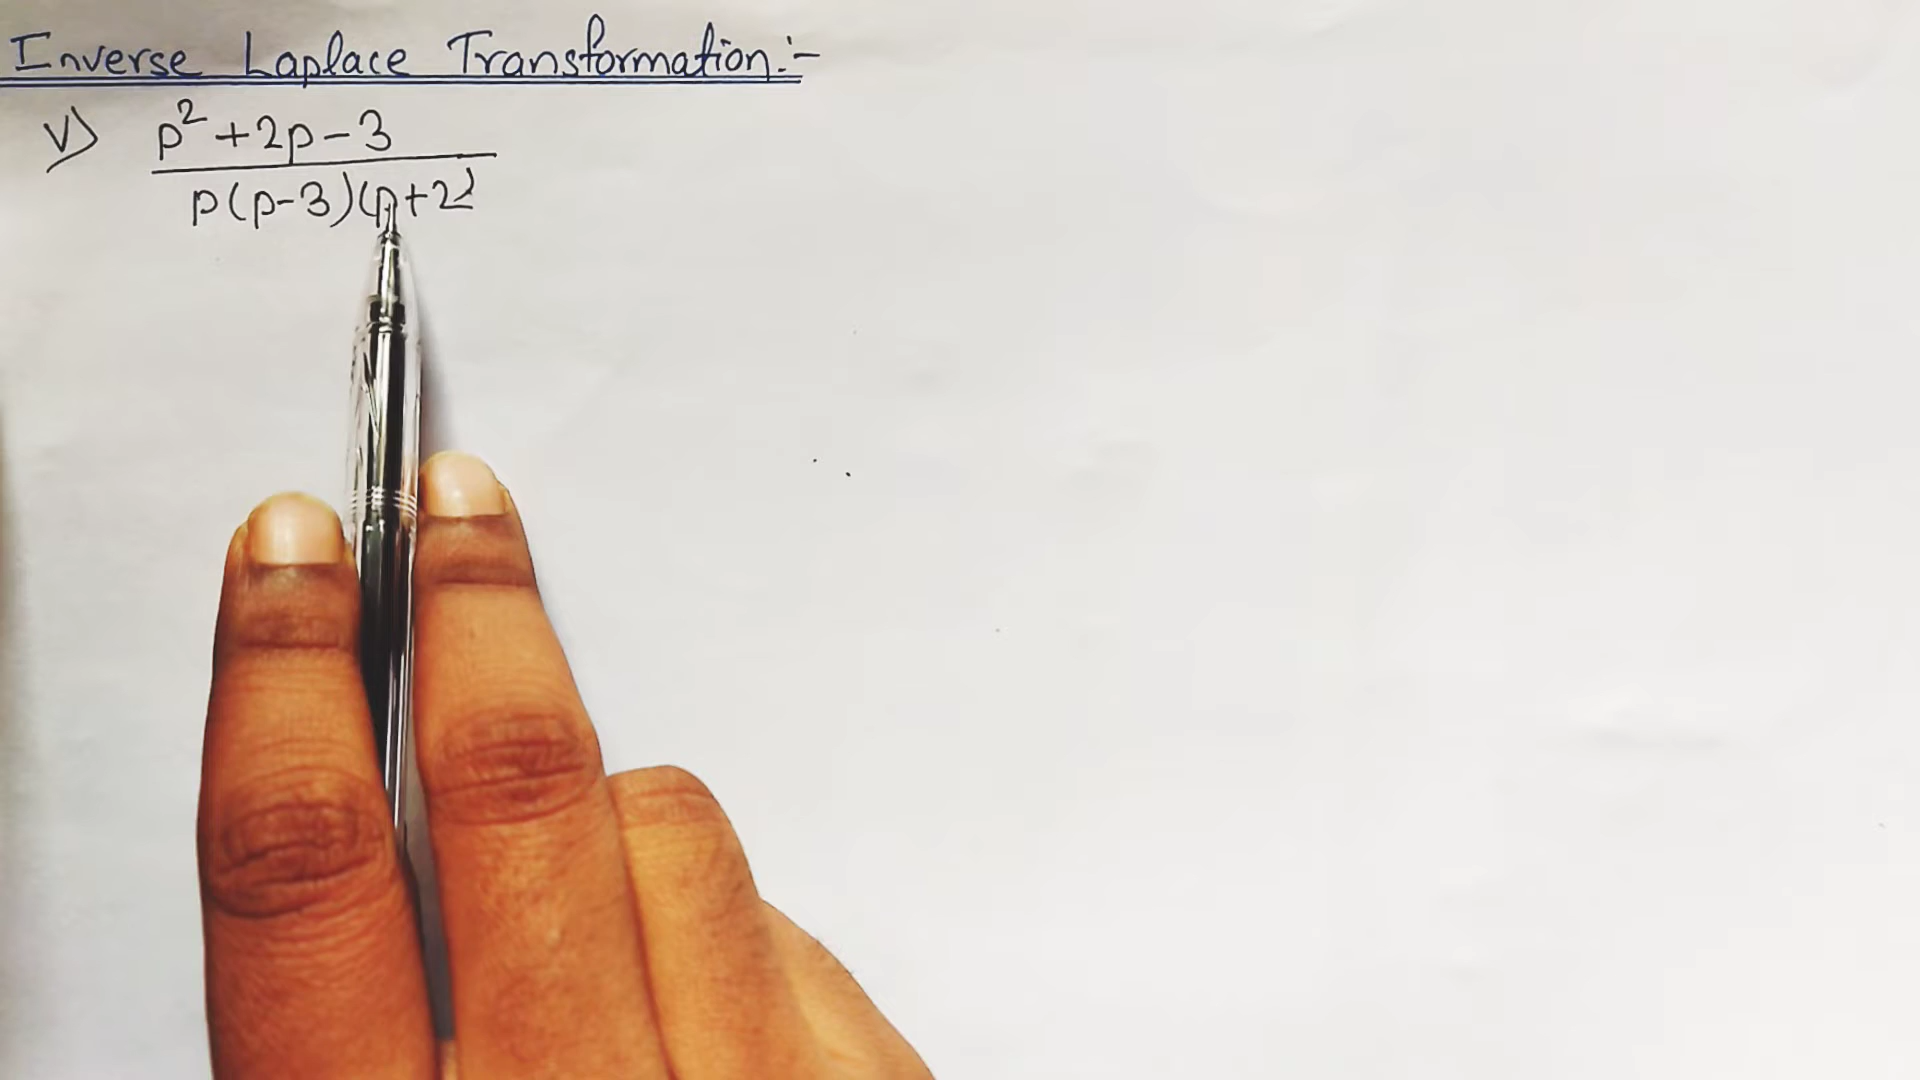 Inverse Laplace Transformation:-
V) p² + 2p - 3
p(p-3)(p+2)